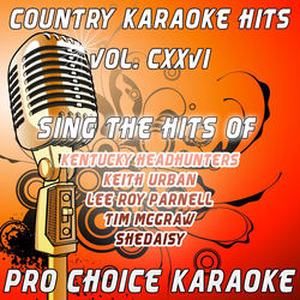 COUNTRY KARAOKE HITS
VOL. CXXVI
SING THE HITS OF
KENTUCKY HEADHUNTERS
KEITH URBAN
LEE ROY PARNELL
TIM MCGRAW
SHEDAISY
PRO CHOICE KARAOKE